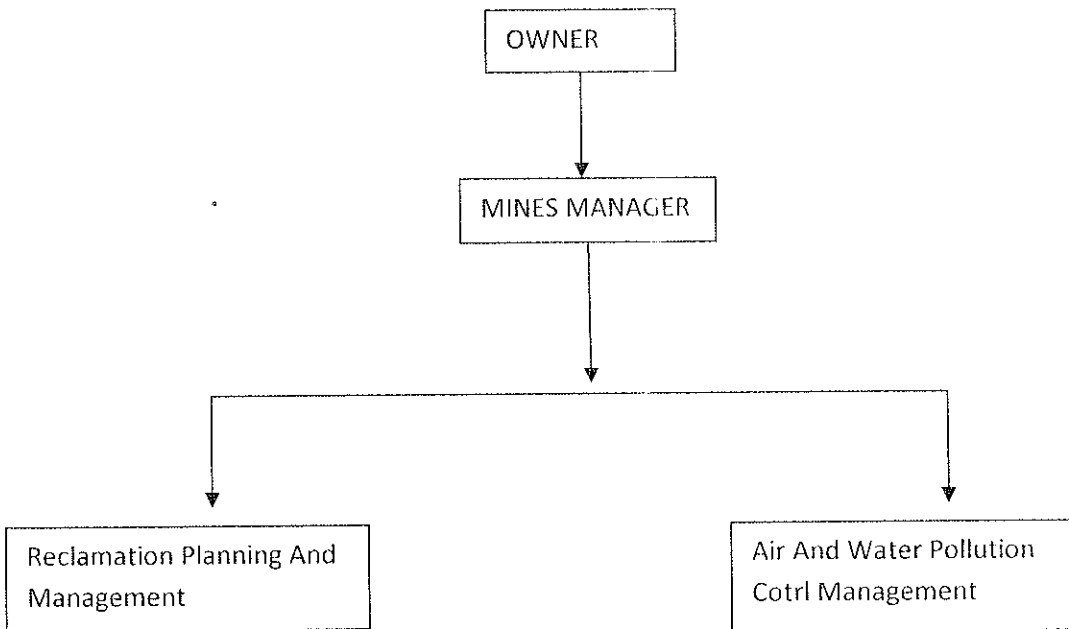 OWNER
MINES MANAGER
Reclamation Planning And
Management
Air And Water Pollution
Cotrl Management